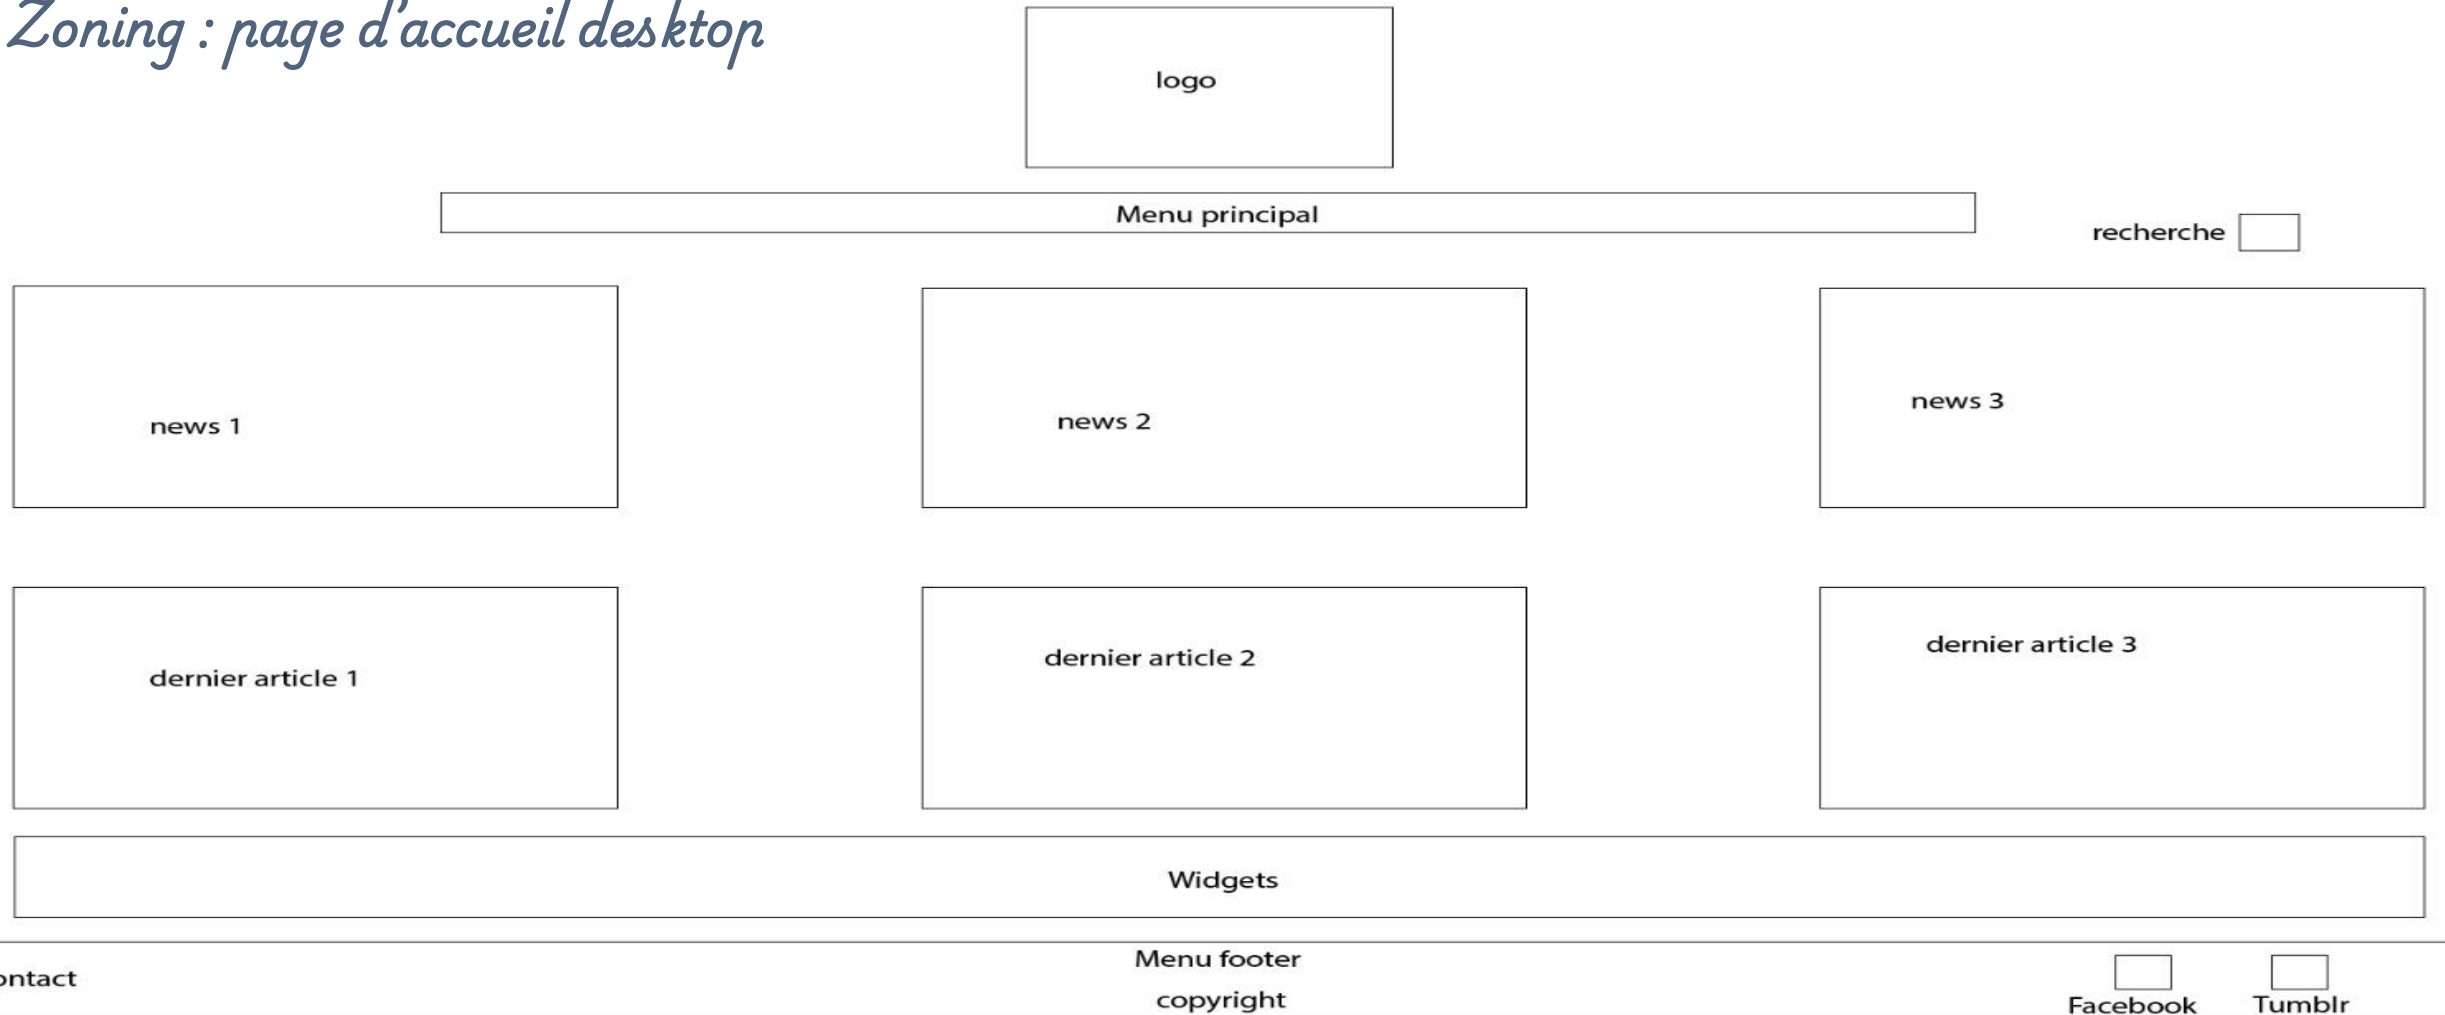 Zoning : page d'accueil desktop
logo
Menu principal
recherche
news 1
news 2
news 3
dernier article 1
dernier article 2
dernier article 3
Widgets
ontact
Menu footer
copyright
Facebook
Tumblr